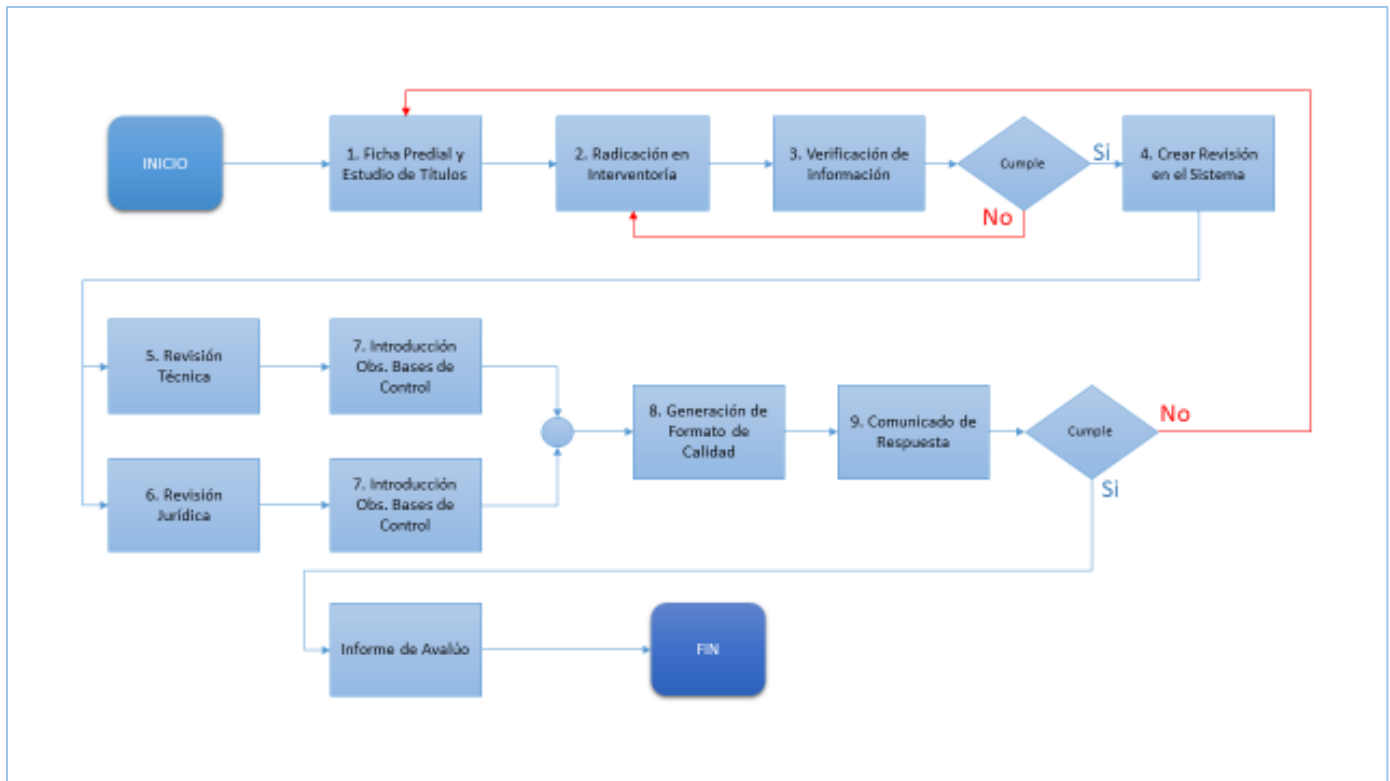 INICIO
1. Ficha Predial y
Estudio de Títulos
2. Radicación en
Interventoría
3. Verificación de
información
Cumple
Si
No
4. Crear Revisión
en el Sistema
5. Revisión
Técnica
7. Introducción
Obs. Bases de
Control
6. Revisión
Jurídica
7. Introducción
Obs. Bases de
Control
8. Generación de
Formato de
Calidad
9. Comunicado de
Respuesta
Cumple
No
Si
Informe de Avalúo
FIN